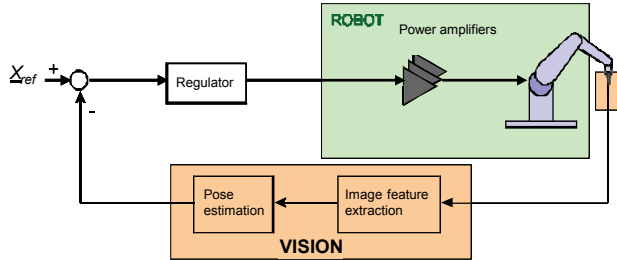 ROBOT
Power amplifiers
Xref
+
-
Regulator
Pose
estimation
Image feature
extraction
VISION